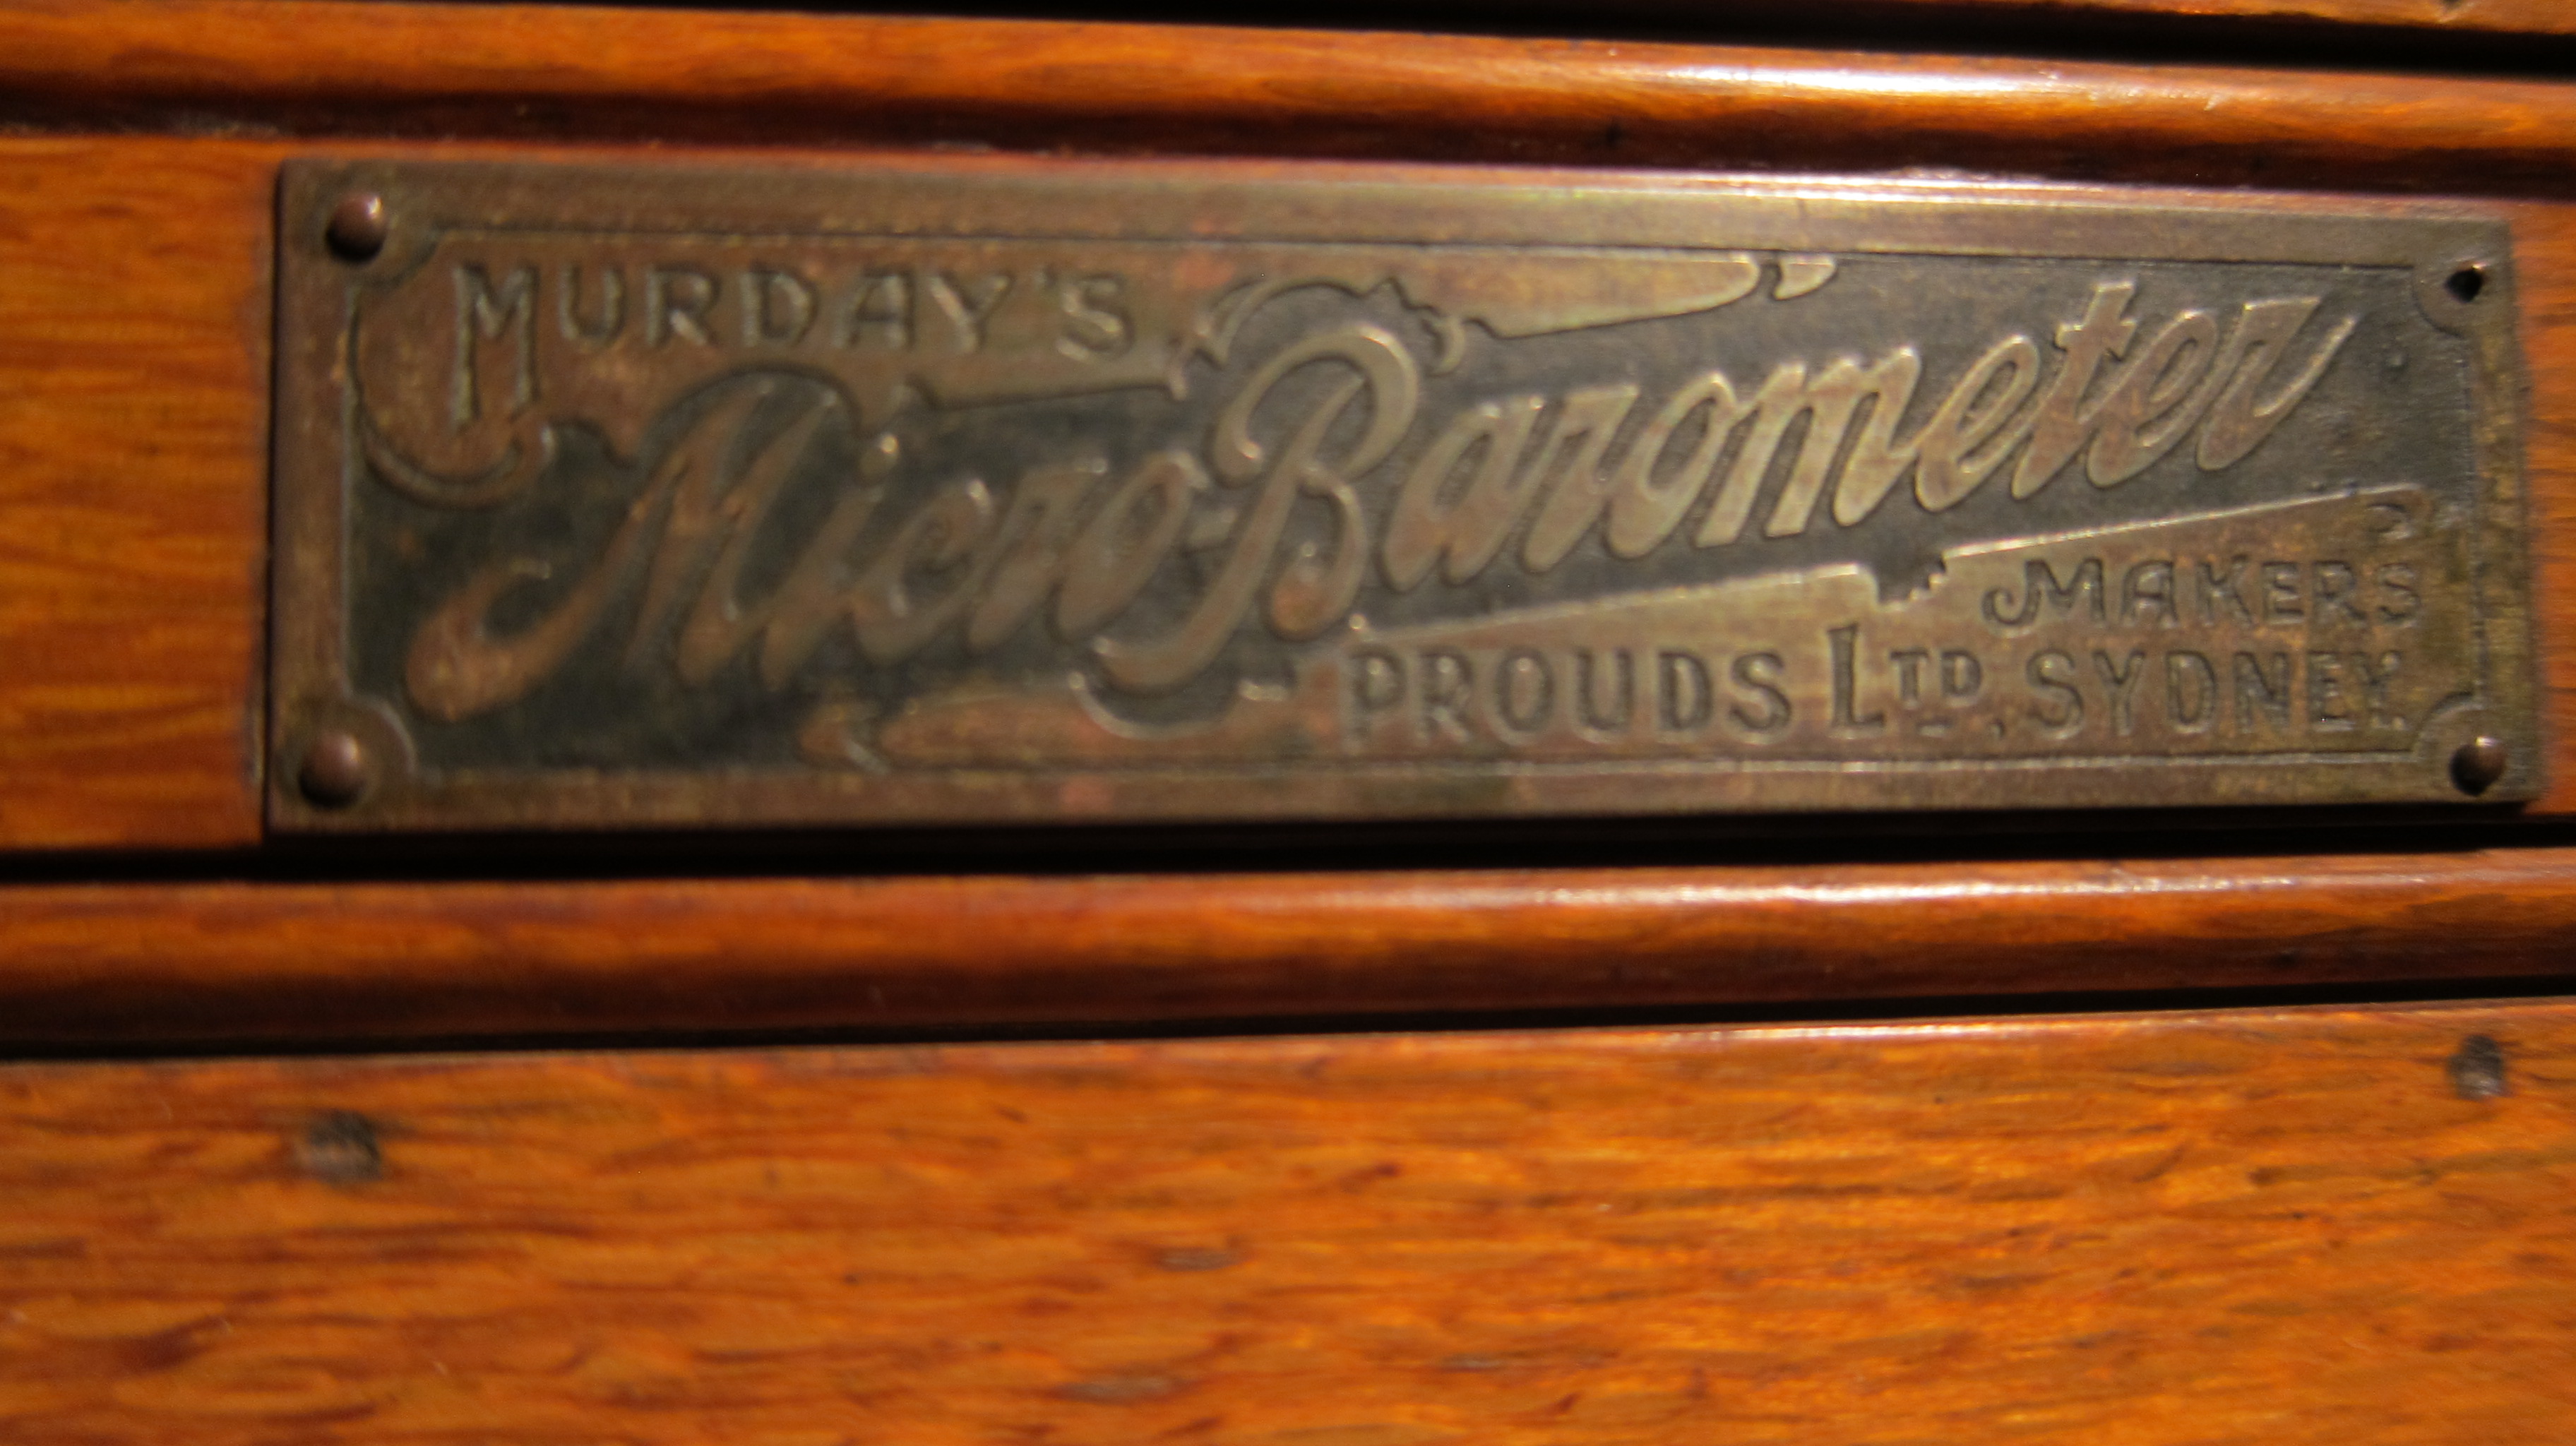 MURDAY'S
Micro-Barometer
MAKERS
PROUDS LTD, SYDNEY.